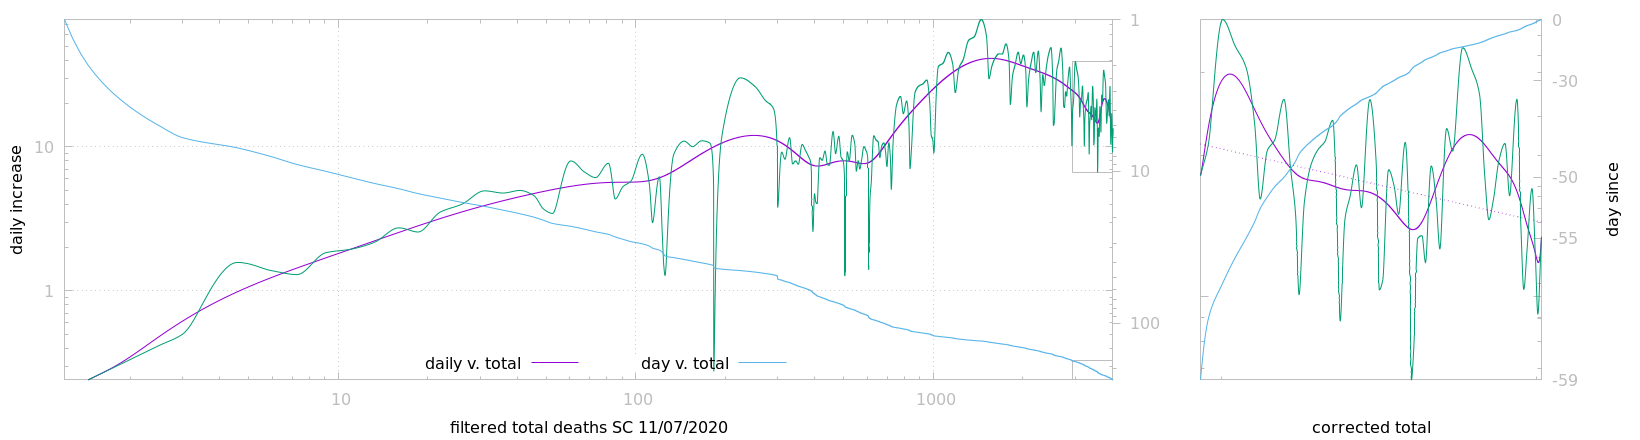 daily increase
10
1
daily v. total
day v. total
10
100
1000
filtered total deaths SC 11/07/2020
1
10
100
0
-30
-50
-55
-59
day since
corrected total